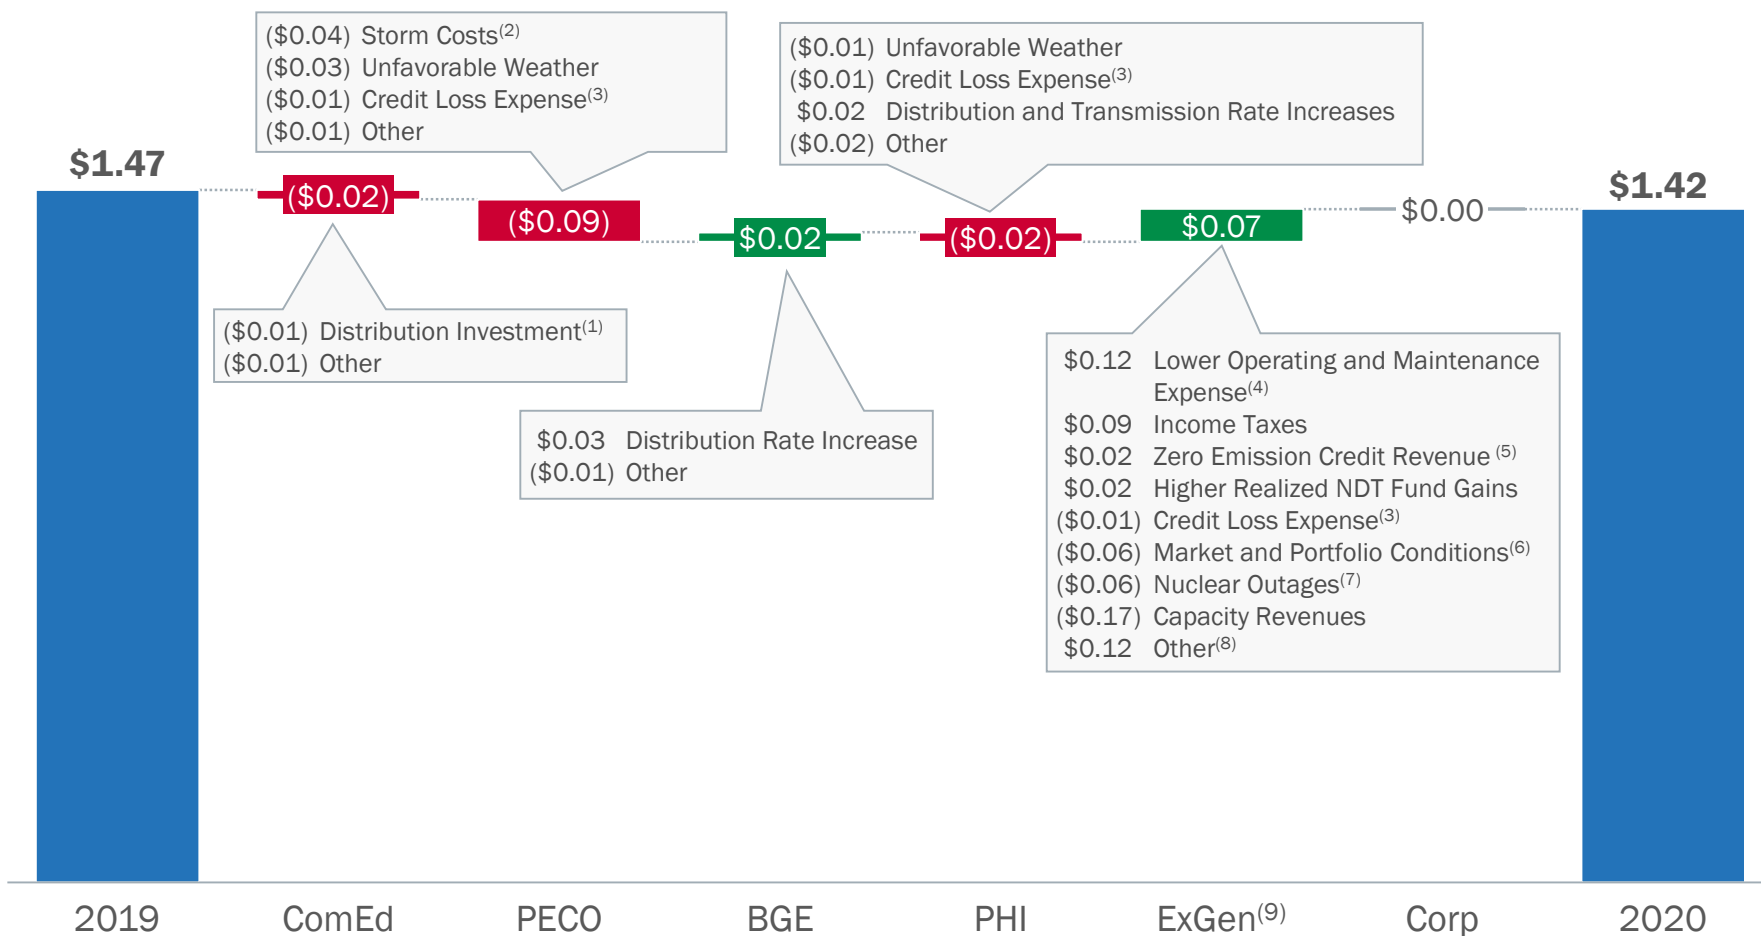 ($0.04) Storm Costs(2)
($0.03) Unfavorable Weather
($0.01) Credit Loss Expense(3)
($0.01) Other
($0.01) Unfavorable Weather
($0.01) Credit Loss Expense(3)
$0.02 Distribution and Transmission Rate Increases
($0.02) Other
$1.47
($0.02)
($0.09)
$0.02
($0.02)
$0.07
$0.00
$1.42
($0.01) Distribution Investment(1)
($0.01) Other
$0.03 Distribution Rate Increase
($0.01) Other
$0.12 Lower Operating and Maintenance
Expense(4)
$0.09 Income Taxes
$0.02 Zero Emission Credit Revenue (5)
$0.02 Higher Realized NDT Fund Gains
($0.01) Credit Loss Expense(3)
($0.06) Market and Portfolio Conditions(6)
($0.06) Nuclear Outages(7)
($0.17) Capacity Revenues
$0.12 Other(8)
2019
ComEd
PECO
BGE
PHI
ExGen(9)
Corp
2020